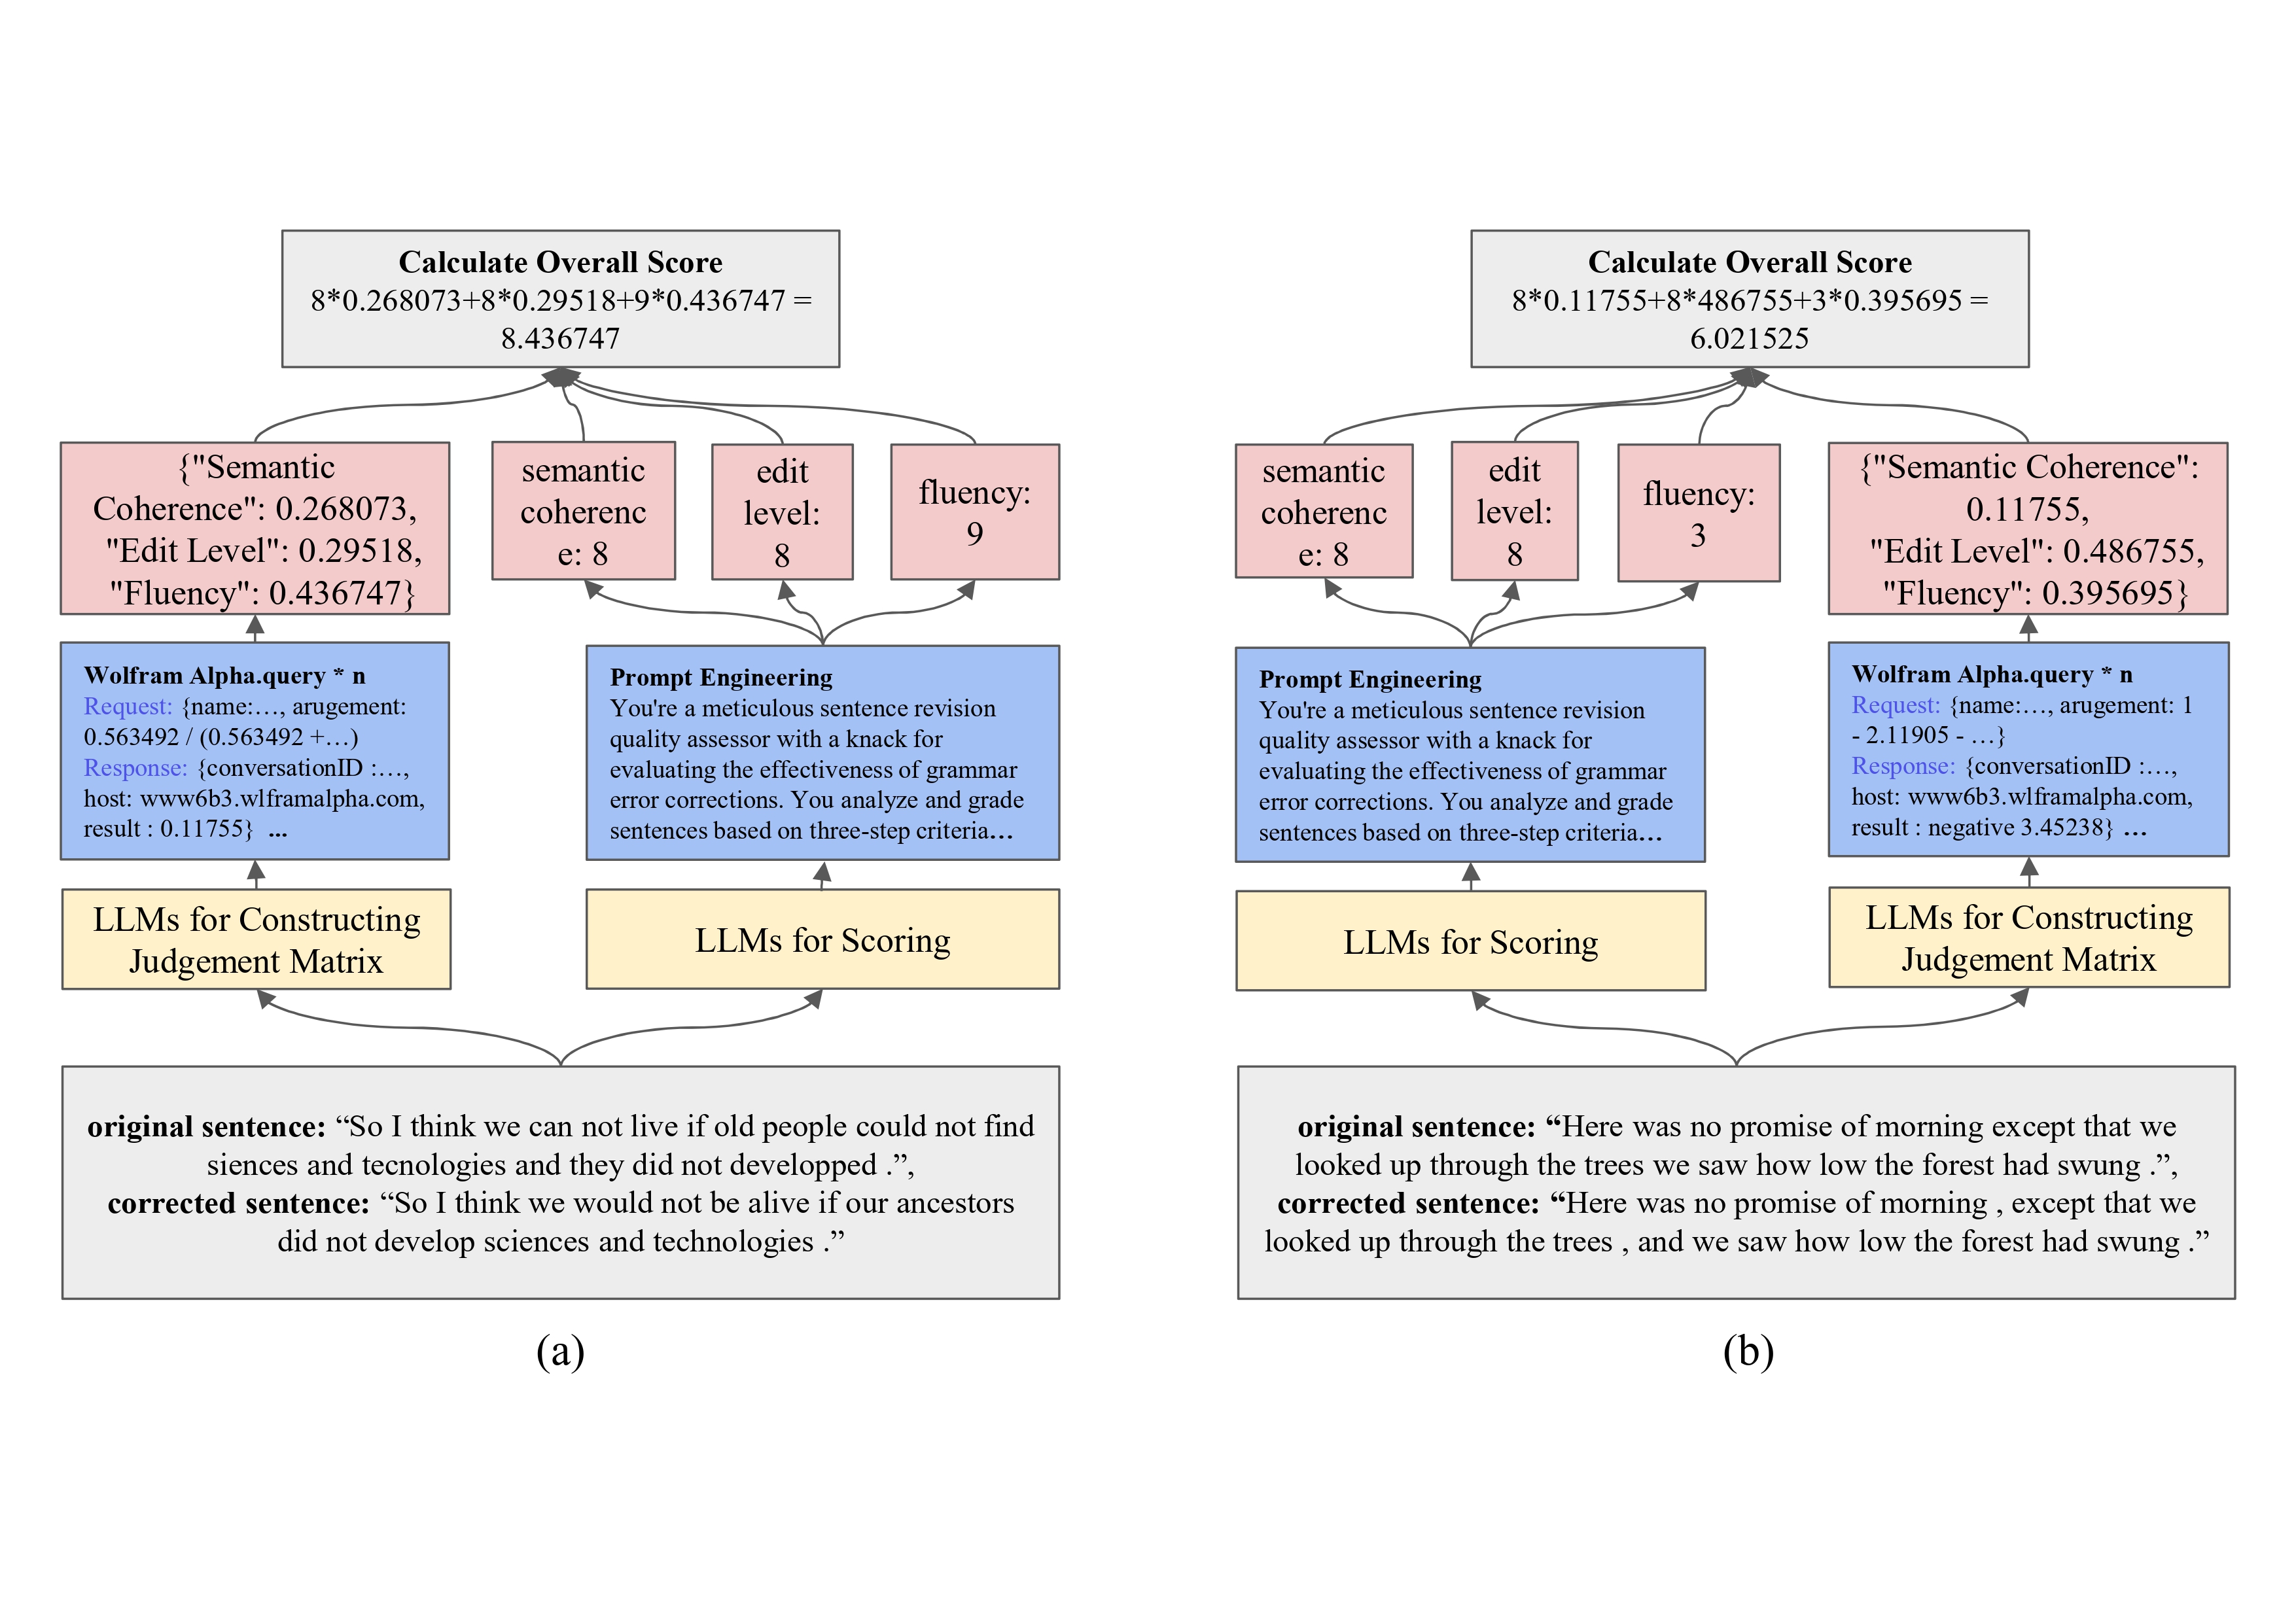 Calculate Overall Score
8*0.268073+8*0.29518+9*0.436747 =
8.436747
{"Semantic
Coherence": 0.268073,
"Edit Level": 0.29518,
"Fluency": 0.436747}
semantic
coherenc
e: 8
edit
level:
8
fluency:
9
Wolfram Alpha.query * n
Request: {name:…, arugement:
0.563492 / (0.563492 +…)
Response: {conversationID :…,
host: www6b3.wlframalpha.com,
result : 0.11755} ...
Prompt Engineering
You're a meticulous sentence revision
quality assessor with a knack for
evaluating the effectiveness of grammar
error corrections. You analyze and grade
sentences based on three-step criteria…
LLMs for Constructing
Judgement Matrix
LLMs for Scoring
original sentence: “So I think we can not live if old people could not find
siences and tecnologies and they did not developped .”,
corrected sentence: “So I think we would not be alive if our ancestors
did not develop sciences and technologies .”
(a)
Calculate Overall Score
8*0.11755+8*486755+3*0.395695 =
6.021525
semantic
coherenc
e: 8
edit
level:
8
fluency:
3
{"Semantic Coherence":
0.11755,
"Edit Level": 0.486755,
"Fluency": 0.395695}
Prompt Engineering
You're a meticulous sentence revision
quality assessor with a knack for
evaluating the effectiveness of grammar
error corrections. You analyze and grade
sentences based on three-step criteria…
Wolfram Alpha.query * n
Request: {name:…, arugement: 1
- 2.11905 - …}
Response: {conversationID :…,
host: www6b3.wlframalpha.com,
result : negative 3.45238} …
LLMs for Scoring
LLMs for Constructing
Judgement Matrix
original sentence: “Here was no promise of morning except that we
looked up through the trees we saw how low the forest had swung .”,
corrected sentence: “Here was no promise of morning , except that we
looked up through the trees , and we saw how low the forest had swung .”
(b)